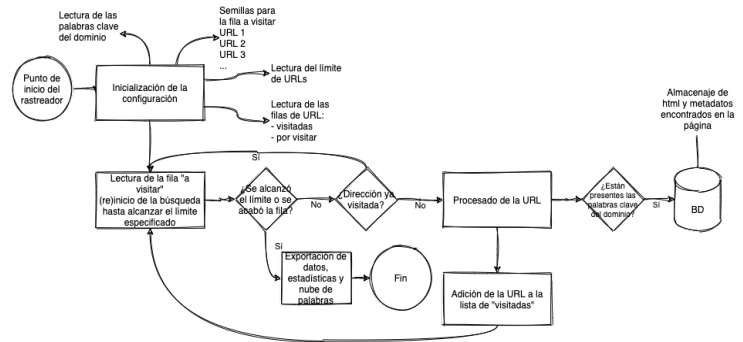 Lectura de las
palabras clave
del dominio
Semillas para
la fila a visitar
URL 1
URL 2
URL 3
...
Punto de
inicio del
rastreador
Inicialización de la
configuración
Lectura del límite
de URLs
Lectura de las
filas de URL:
- visitadas
- por visitar
Almacenaje de
html y metadatos
encontrados en la
página
Sí
Lectura de la fila "a
visitar"
(re)inicio de la búsqueda
hasta alcanzar el límite
especificado
¿Se alcanzó
el límite o se
acabó la fila?
No
¿Dirección ya
visitada?
No
Procesado de la URL
¿Están
presentes las
palabras clave
del dominio?
Sí
BD
Sí
Exportación de
datos,
estadísticas y
nube de
palabras
Fin
Adición de la URL a la
lista de "visitadas"